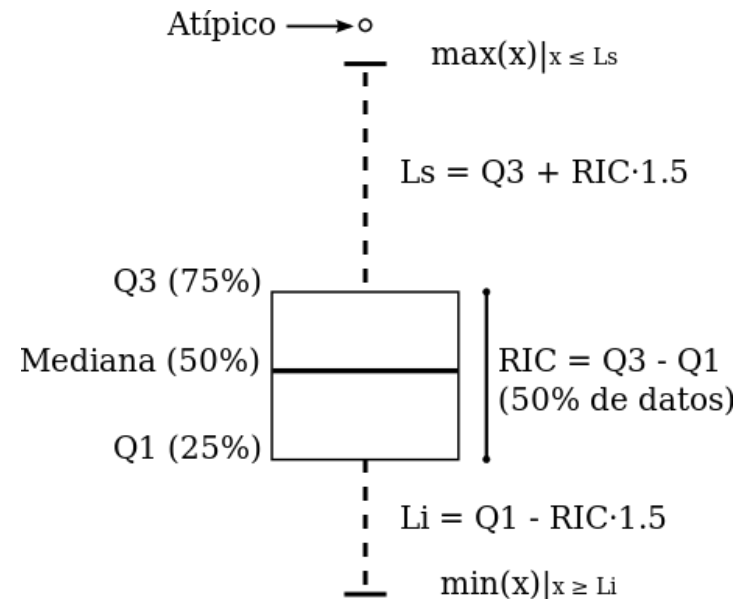 Atípico
max(x)|x ≤ Ls
Ls = Q3 + RIC·1.5
Q3 (75%)
Mediana (50%)
RIC = Q3 - Q1
(50% de datos)
Q1 (25%)
Li = Q1 - RIC·1.5
min(x)|x ≥ Li